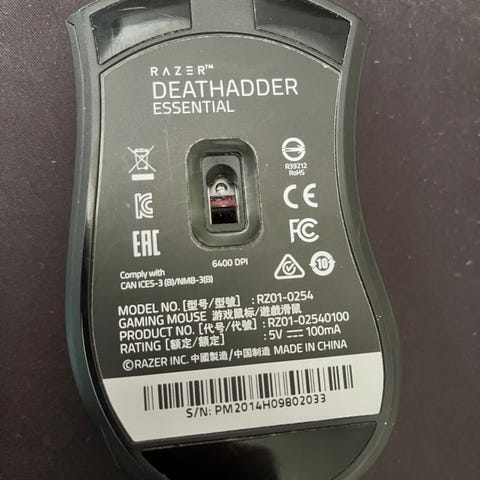 RAZER™
DEATHADDER
ESSENTIAL
R39212
RoHS
CE
FC
EAC
6400 DPI
10
Comply with
CAN ICES-3 (B)/NMB-3(B)
MODEL NO. [型号/型號] : RZ01-0254
GAMING MOUSE 游戏鼠标/遊戲滑鼠
PRODUCT NO. [代号/代號] : RZ01-02540100
RATING [额定/額定] : 5V 100mA
©RAZER INC. 中國製造/中国制造 MADE IN CHINA
S/N: PM2014H09802033